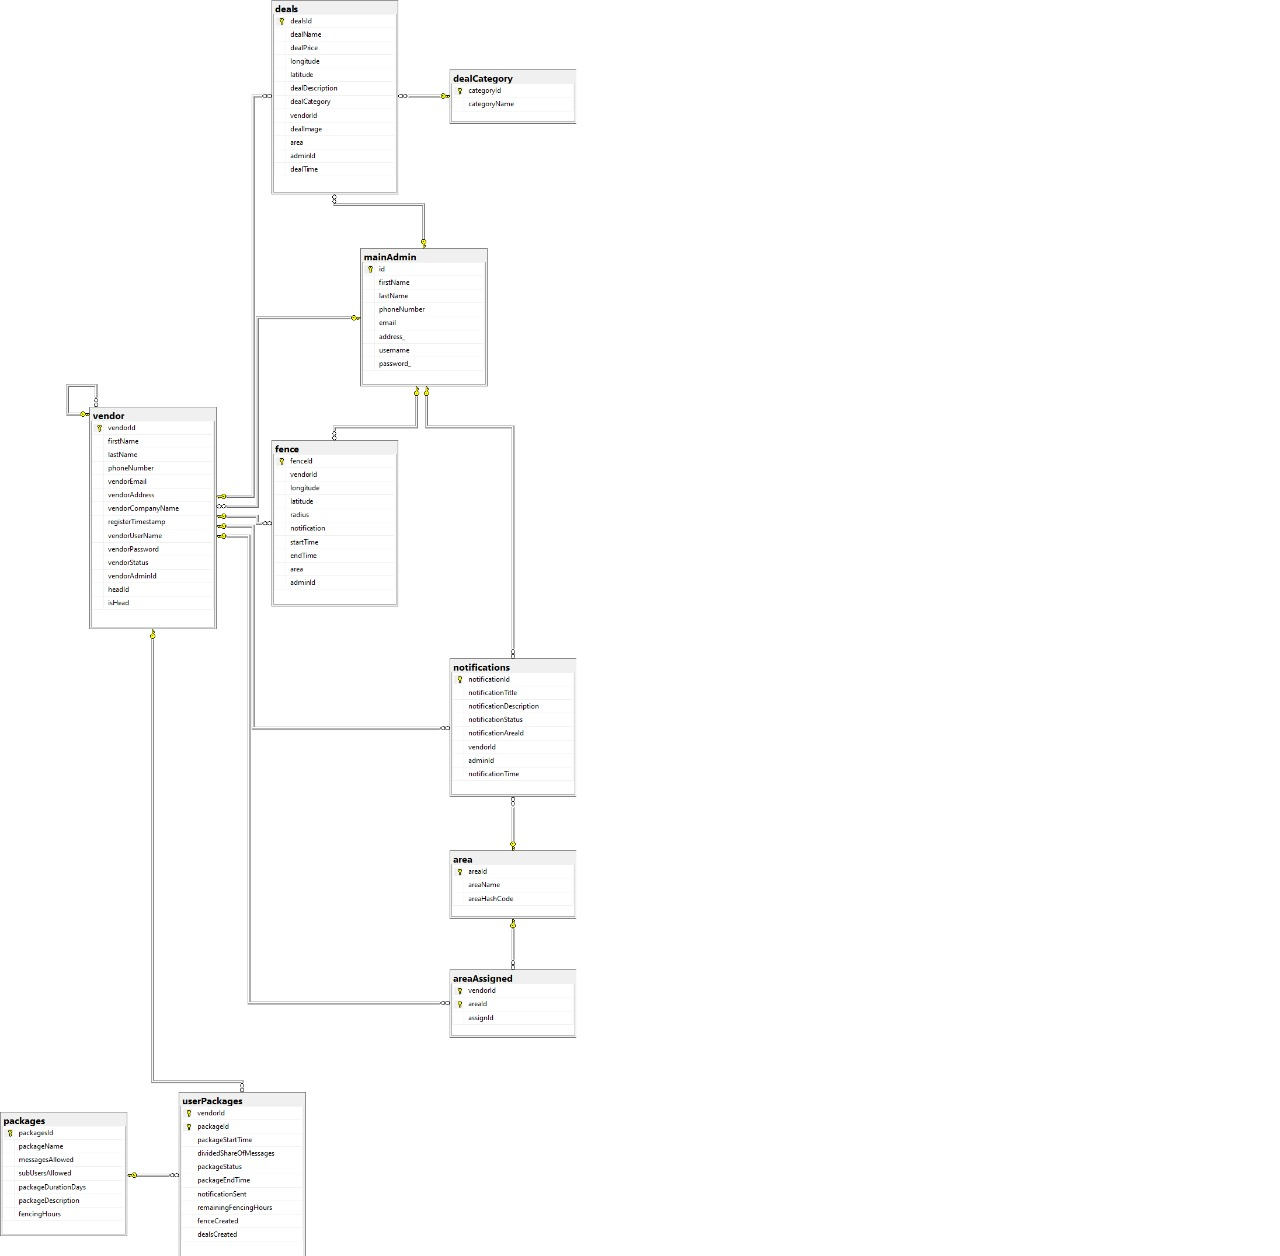 deals
dealsId
dealName
dealPrice
longitude
latitude
dealDescription
dealCategory
vendorId
dealImage
area
adminId
dealTime
dealCategory
categoryId
categoryName
mainAdmin
id
firstName
lastName
phoneNumber
email
address_
username
password_
vendor
vendorId
firstName
lastName
phoneNumber
vendorEmail
vendorAddress
vendorCompanyName
registerTimestamp
vendorUserName
vendorPassword
vendorStatus
vendorAdminId
headId
isHead
fence
fenceId
vendorId
longitude
latitude
radius
notification
startTime
endTime
area
adminId
notifications
notificationId
notificationTitle
notificationDescription
notificationStatus
notificationAreaId
vendorId
adminId
notificationTime
area
areaId
areaName
areaHashCode
areaAssigned
vendorId
areaId
assignId
packages
packagesId
packageName
messagesAllowed
subUsersAllowed
packageDurationDays
packageDescription
fencingHours
userPackages
vendorId
packageId
packageStartTime
dividedShareOfMessages
packageStatus
packageEndTime
notificationSent
remainingFencingHours
fenceCreated
dealsCreated